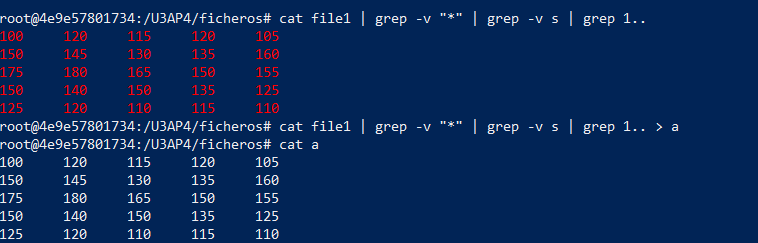 root@4e9e57801734:/U3AP4/ficheros# cat file1 | grep -v "*" | grep -v s | grep 1..
100 120 115 120 105
150 145 130 135 160
175 180 165 150 155
150 140 150 135 125
125 120 110 115 110
root@4e9e57801734:/U3AP4/ficheros# cat file1 | grep -v "*" | grep -v s | grep 1.. > a
root@4e9e57801734:/U3AP4/ficheros# cat a
100 120 115 120 105
150 145 130 135 160
175 180 165 150 155
150 140 150 135 125
125 120 110 115 110